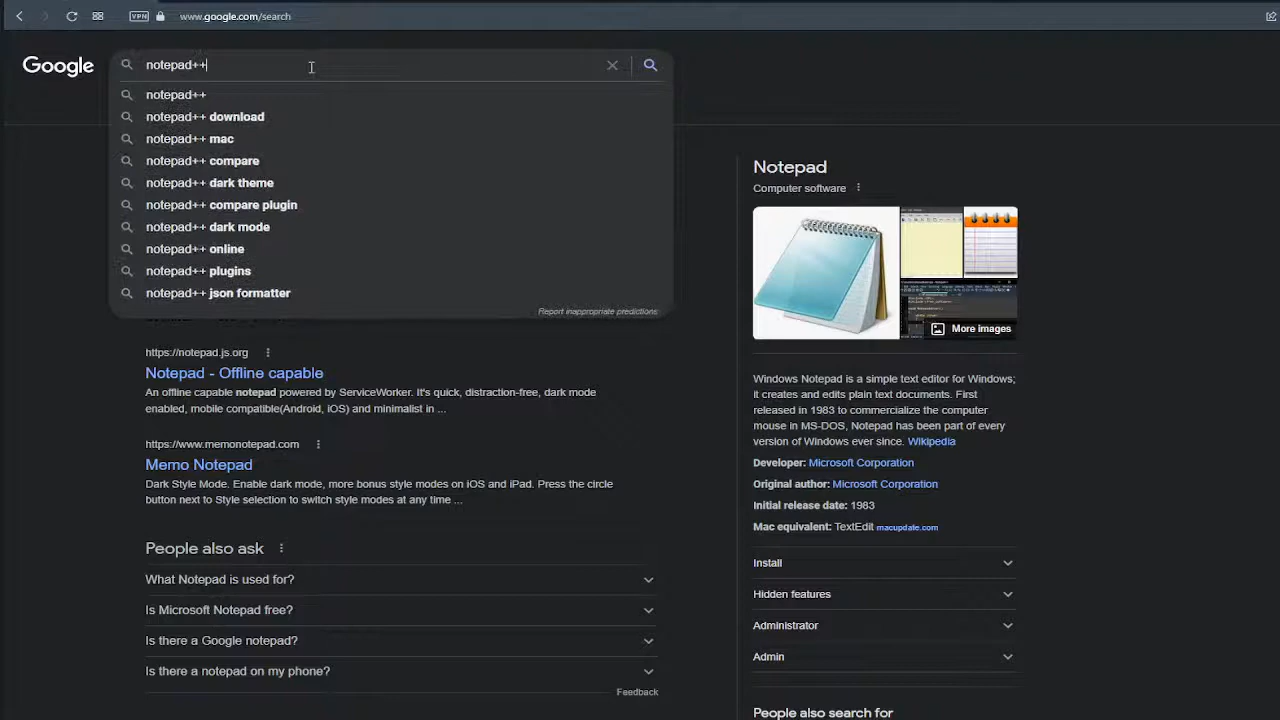 VPN www.google.com/search
Google notepad++
notepad++
notepad++ download
notepad++ mac
notepad++ compare
notepad++ dark theme
notepad++ compare plugin
notepad++ dark mode
notepad++ online
notepad++ plugins
notepad++ json formatter
Report inappropriate predictions
https://notepad.js.org
Notepad - Offline capable
An offline capable notepad powered by ServiceWorker. It's quick, distraction-free, dark mode
enabled, mobile compatible(Android, iOS) and minimalist in ...
https://www.memonotepad.com
Memo Notepad
Dark Style Mode. Enable dark mode, more bonus style modes on iOS and iPad. Press the circle
button next to Style selection to switch style modes at any time ...
People also ask
What Notepad is used for?
Is Microsoft Notepad free?
Is there a Google notepad?
Is there a notepad on my phone?
Feedback
Notepad
Computer software
More images
Windows Notepad is a simple text editor for Windows;
it creates and edits plain text documents. First
released in 1983 to commercialize the computer
mouse in MS-DOS, Notepad has been part of every
version of Windows ever since. Wikipedia
Developer: Microsoft Corporation
Original author: Microsoft Corporation
Initial release date: 1983
Mac equivalent: TextEdit macupdate.com
Install
Hidden features
Administrator
Admin
People also search for